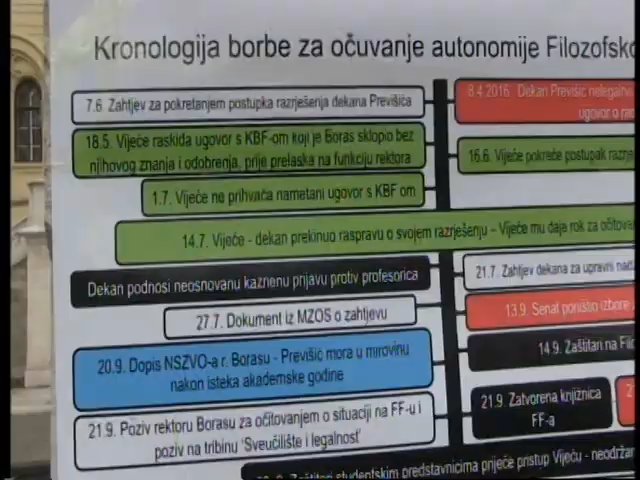 Kronologija borbe za očuvanje autonomije
7.6. Zahtjev za pokretanjem postupka razrješenja dekana Previšića
8.4.2016. Dekan Previšić
ugovor o
18.5. Vijeće raskida ugovor s KBF-om koji je Boras sklopio bez
njihovog znanja i odobrenja, prije prelaska na funkciju rektora
16.6. Vijeće pokreće postupak
1.7. Vijeće ne prihvaća nametani ugovor s KBF om
14.7. Vijeće - dekan prekinuo raspravu o svojem razrješenju – Vijeće mu daje rok za
Dekan podnosi neosnovanu kaznenu prijavu protiv profesorica
21.7. Zahtjev dekana za upravni
27.7. Dokument iz MZOS o zahtjevu
13.9. Senat poništio izbore
20.9. Dopis NSZVO-a r. Borasu - Previšić mora u mirovinu
nakon isteka akademske godine
14.9. Zaštitari na
21.9. Poziv rektoru Borasu za očitovanjem o situaciji na FF-u i
poziv na tribinu 'Sveučilište i legalnost'
21.9. Zatvorena knjižnica
FF-a
studentskim predstavnicima priječe pristup Vijeću -